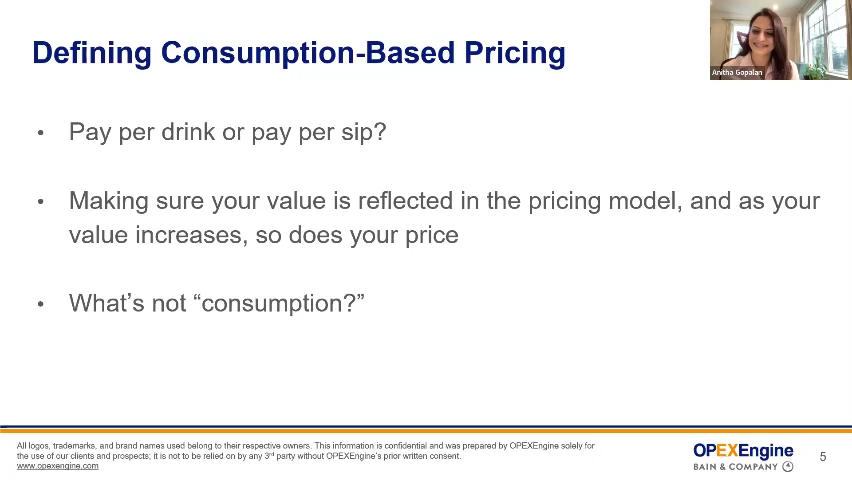 Defining Consumption-Based Pricing
Anitha Gopalan
• Pay per drink or pay per sip?
• Making sure your value is reflected in the pricing model, and as your
value increases, so does your price
• What’s not “consumption?”
All logos, trademarks, and brand names used belong to their respective owners. This information is confidential and was prepared by OPEXEngine solely for
the use of our clients and prospects; it is not to be relied on by any 3rd party without OPEXEngine's prior written consent.
www.opexengine.com
OPEXEngine
BAIN & COMPANY
5